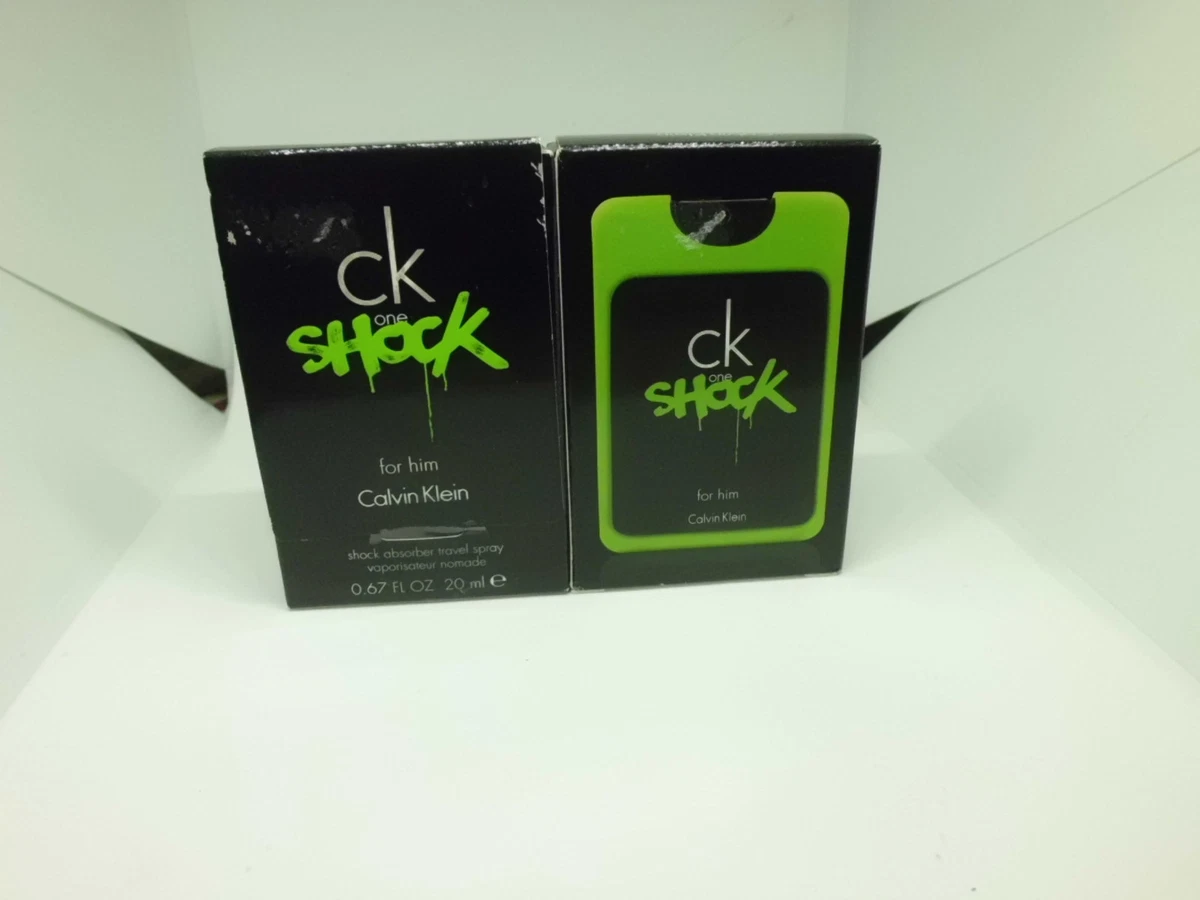 ck
one
SHOCK
for him
Calvin Klein
shock absorber travel spray
vaporisateur nomade
0.67 FL OZ 20 ml e
ck
one
SHOCK
for him
Calvin Klein